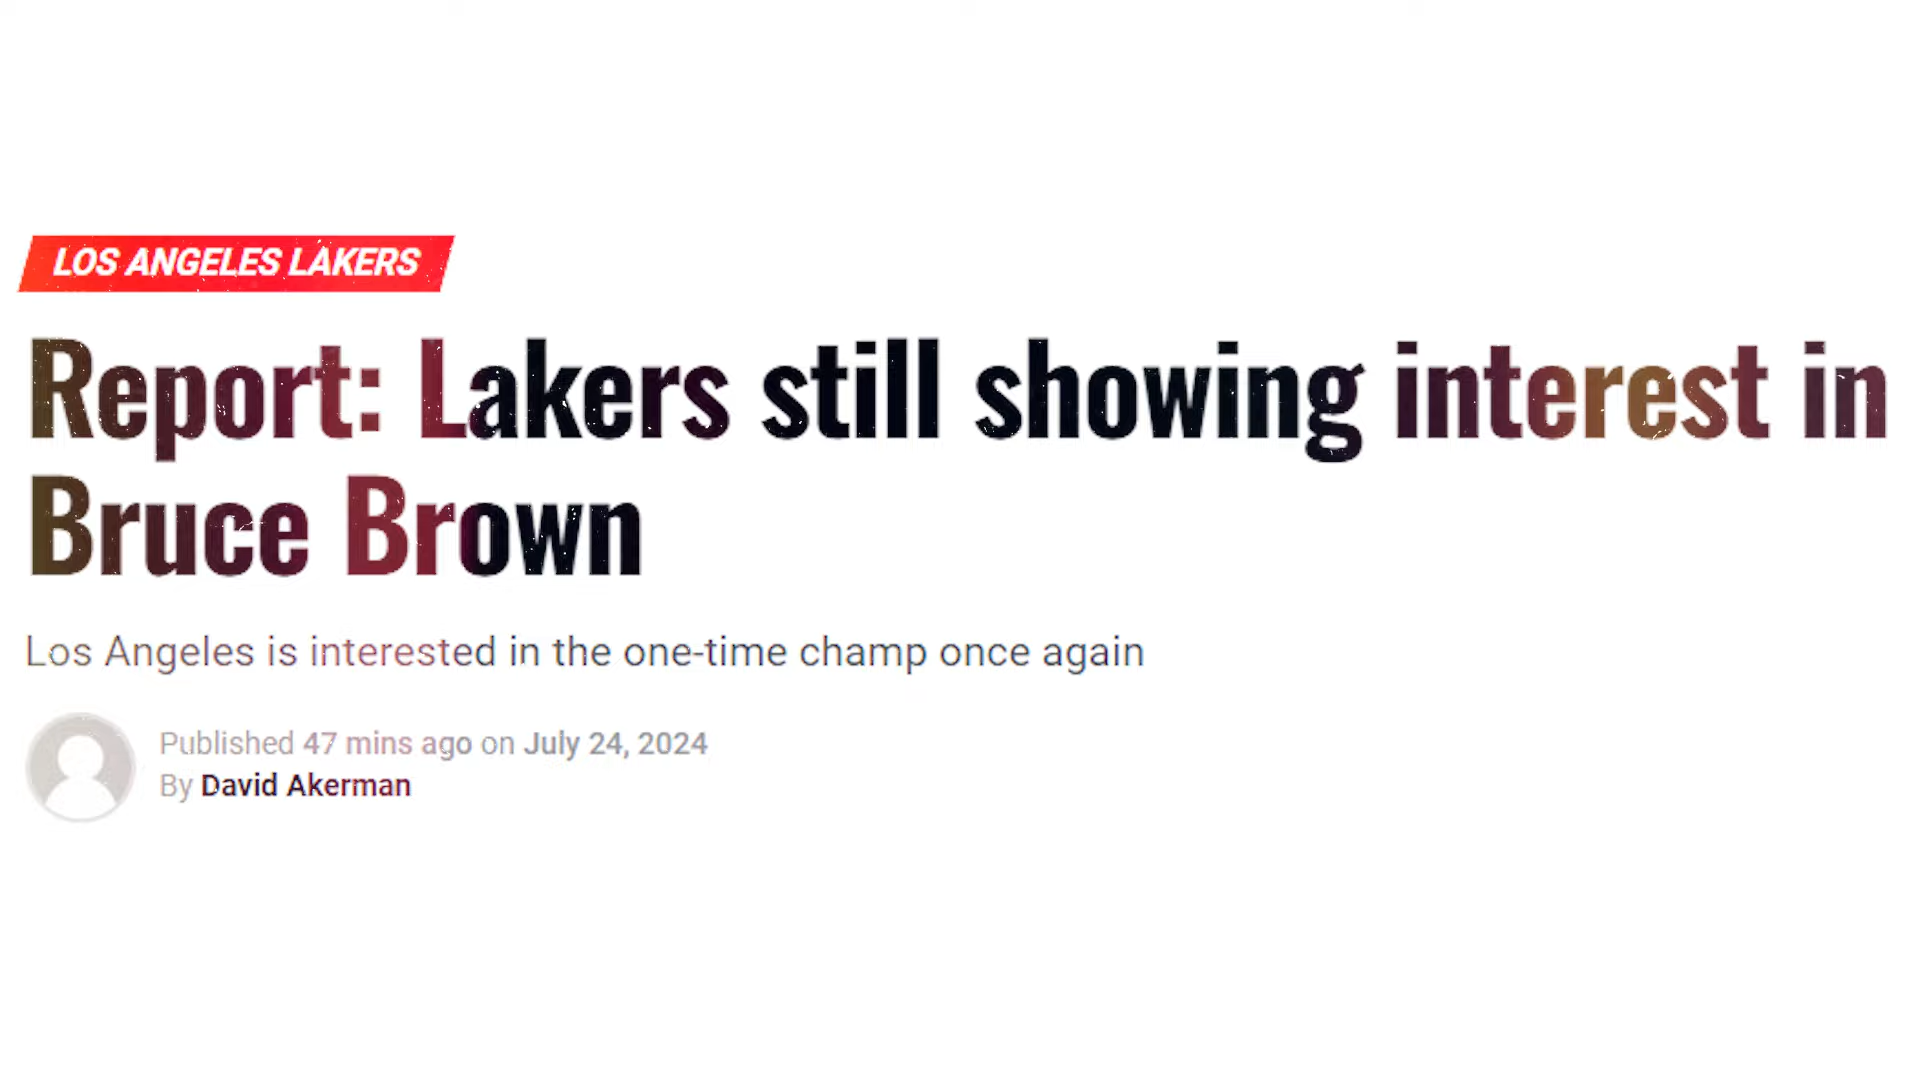 LOS ANGELES LAKERS
Report: Lakers still showing interest in
Bruce Brown
Los Angeles is interested in the one-time champ once again
Published 47 mins ago on July 24, 2024
By David Akerman